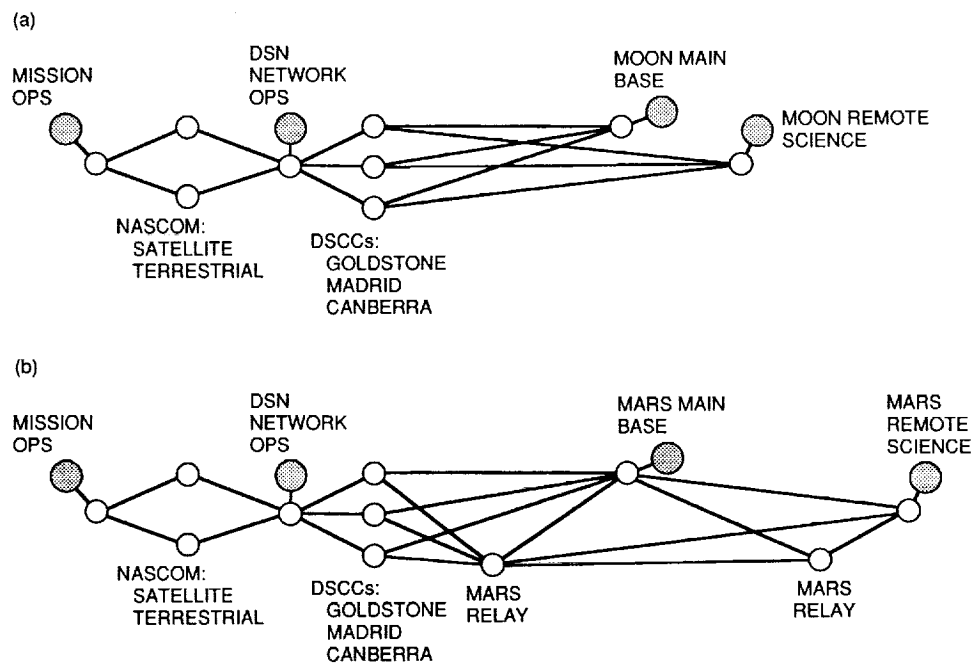 (a)
MISSION
OPS
DSN
NETWORK
OPS
MOON MAIN
BASE
MOON REMOTE
SCIENCE
NASCOM:
SATELLITE
TERRESTRIAL
DSCCs:
GOLDSTONE
MADRID
CANBERRA
(b)
MISSION
OPS
DSN
NETWORK
OPS
MARS MAIN
BASE
MARS
REMOTE
SCIENCE
NASCOM:
SATELLITE
TERRESTRIAL
DSCCs:
GOLDSTONE
MADRID
CANBERRA
MARS
RELAY
MARS
RELAY